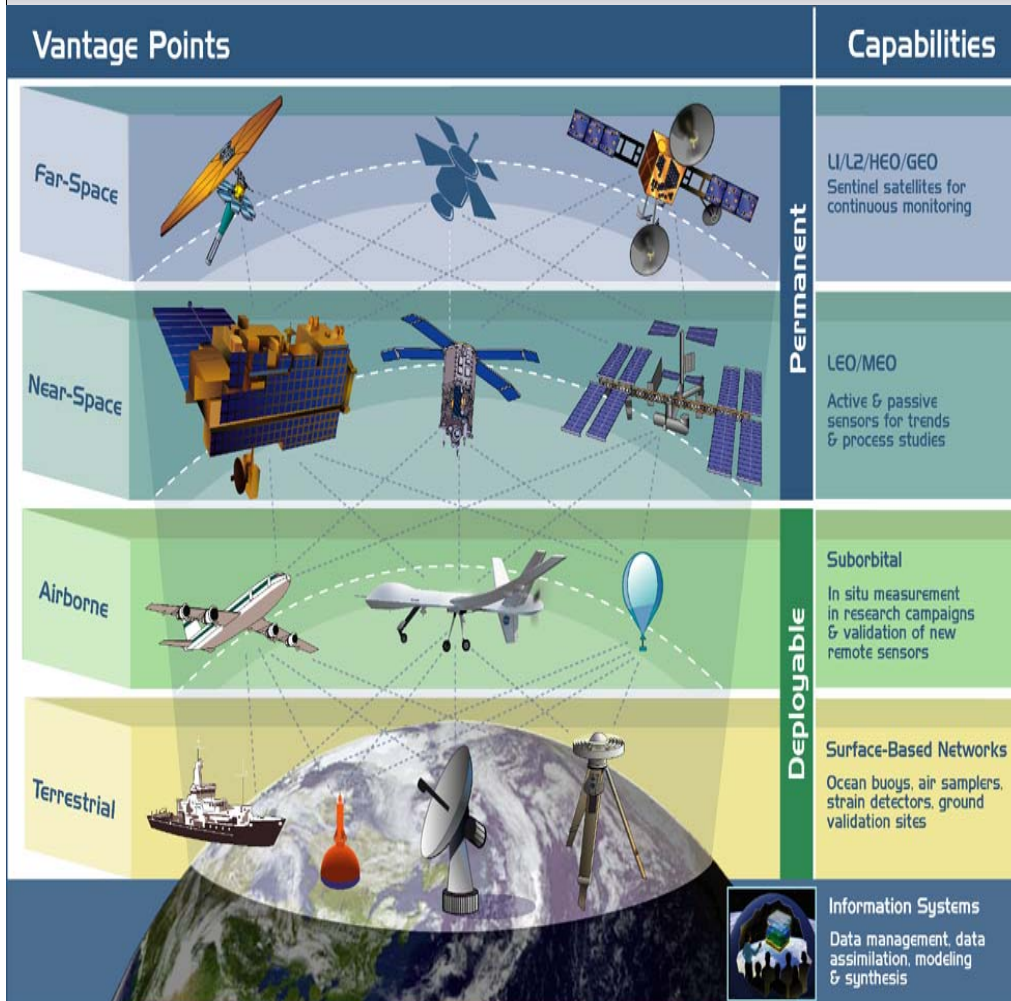 Vantage Points
Capabilities
Far-Space
L1/L2/HEO/GEO
Sentinel satellites for
continuous monitoring
Permanent
Near-Space
LEO/MEO
Active & passive
sensors for trends
& process studies
Airborne
Suborbital
In situ measurement
in research campaigns
& validation of new
remote sensors
Deployable
Terrestrial
Surface-Based Networks
Ocean buoys, air samplers,
strain detectors, ground
validation sites
Information Systems
Data management, data
assimilation, modeling
& synthesis